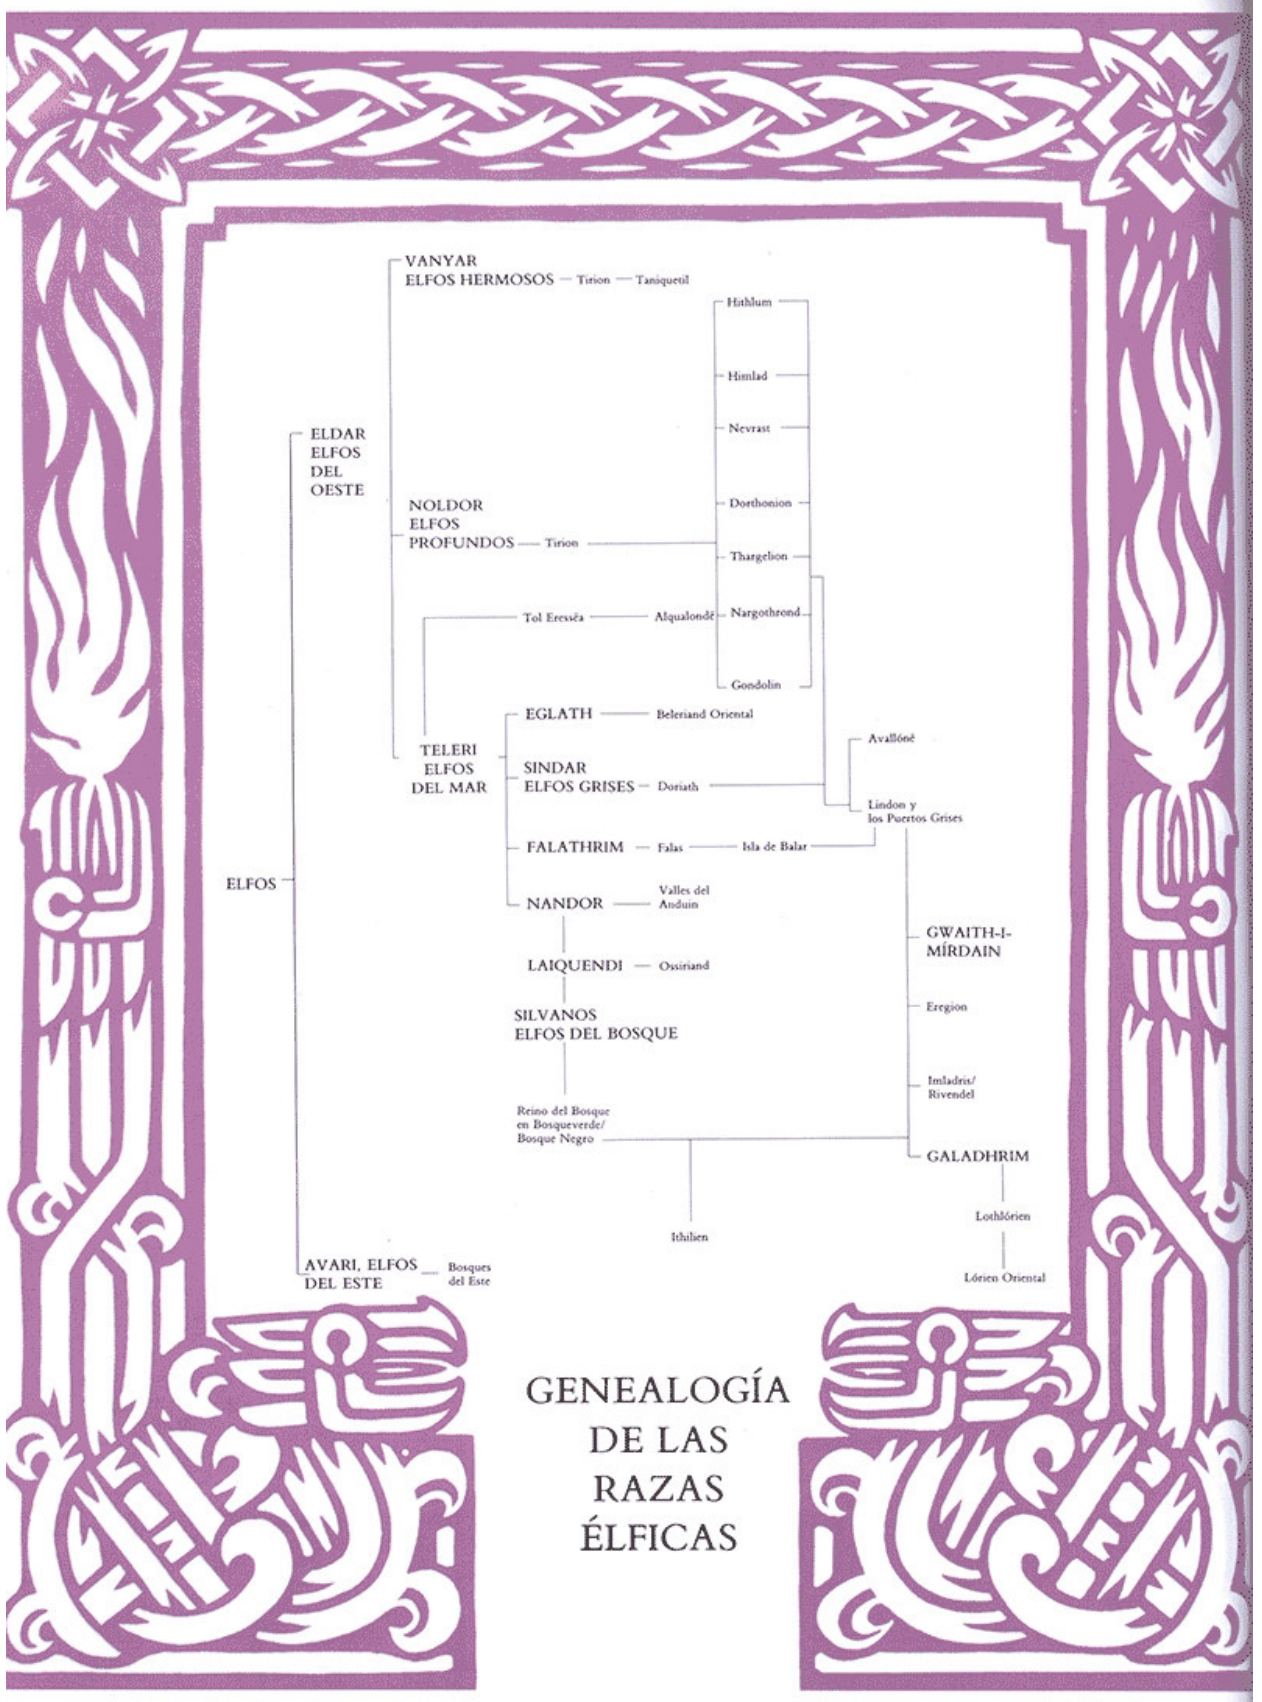 VANYAR
ELFOS HERMOSOS — Tirion — Taniquetil
Hithlum
Himlad
Nevrast
ELDAR
ELFOS
DEL
OESTE
NOLDOR
ELFOS
PROFUNDOS — Tirion
Dorthonion
Thargelion
Tol Eressëa — Alqualondë
Nargothrond
Gondolin
EGLATH — Beleriand Oriental
TELERI
ELFOS
DEL MAR
SINDAR
ELFOS GRISES — Doriath
Avallónë
Lindon y
los Puertos Grises
FALATHRIM — Falas — Isla de Balar
ELFOS
NANDOR
Valles del
Anduin
GWAITH-I-
MÍRDAIN
LAIQUENDI — Ossiriand
Eregion
SILVANOS
ELFOS DEL BOSQUE
Imladris/
Rivendel
Reino del Bosque
en Bosqueverde/
Bosque Negro
GALADHRIM
Lothlórien
Ithilien
Lórien Oriental
AVARI, ELFOS
DEL ESTE
Bosques
del Este
GENEALOGÍA
DE LAS
RAZAS
ÉLFICAS